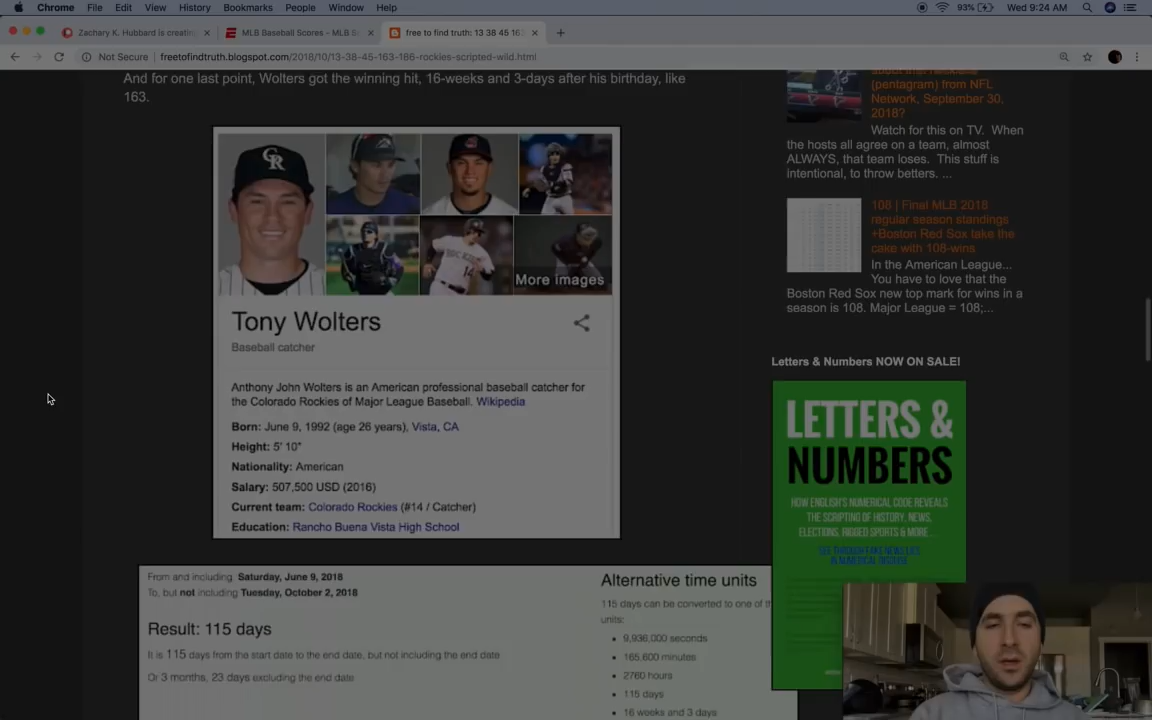 Chrome File Edit View History Bookmarks People Window Help 93% Wed 9:24 AM
Zachary K. Hubbard is creating
MLB Baseball Scores - MLB S
free to find truth: 13 38 45 163
Not Secure freetofindtruth.blogspot.com/2018/10/13-38-45-163-186-rockies-scripted-wild.html
And for one last point, Wolters got the winning hit, 16-weeks and 3-days after his birthday, like
163.
CR
ROCKIES
14
More images
Tony Wolters
Baseball catcher
Anthony John Wolters is an American professional baseball catcher for
the Colorado Rockies of Major League Baseball. Wikipedia
Born: June 9, 1992 (age 26 years), Vista, CA
Height: 5' 10"
Nationality: American
Salary: 507,500 USD (2016)
Current team: Colorado Rockies (#14 / Catcher)
Education: Rancho Buena Vista High School
From and including: Saturday, June 9, 2018
To, but not including Tuesday, October 2, 2018
Result: 115 days
It is 115 days from the start date to the end date, but not including the end date
Or 3 months, 23 days excluding the end date
Alternative time units
115 days can be converted to one of
units:
9,936,000 seconds
165,600 minutes
2760 hours
115 days
16 weeks and 3 days
(pentagram) from NFL
Network, September 30,
2018?
Watch for this on TV. When
the hosts all agree on a team, almost
ALWAYS, that team loses. This stuff is
intentional, to throw betters. ...
108 | Final MLB 2018
regular season standings
+Boston Red Sox take the
cake with 108-wins
In the American League...
You have to love that the
Boston Red Sox new top mark for wins in a
season is 108. Major League = 108;...
Letters & Numbers NOW ON SALE!
LETTERS &
NUMBERS
HOW ENGLISH'S NUMERICAL CODE REVEALS
THE SCRIPTING OF HISTORY, NEWS,
ELECTIONS, RIGGED SPORTS & MORE...
SEE THROUGH FAKE NEWS LIES
IN NUMERICAL DISGUISE